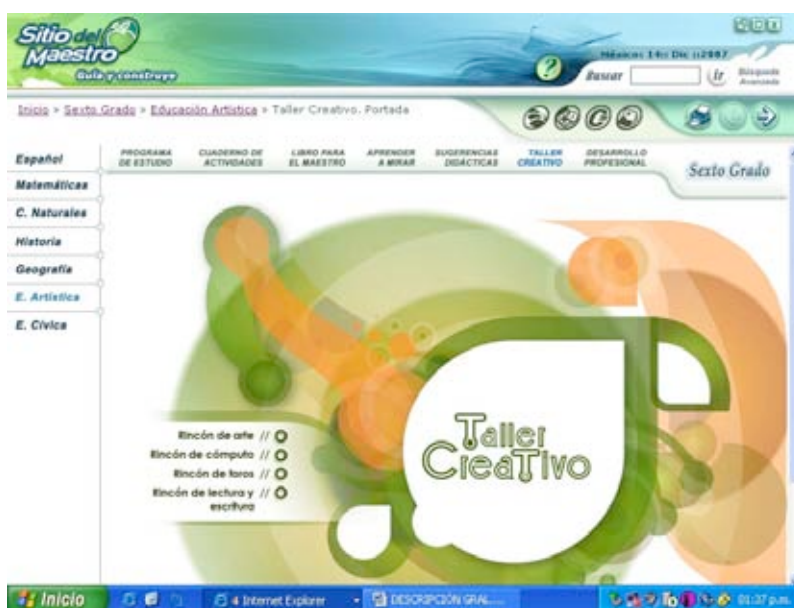 Sitio del
Maestro
Guía y construye
México: 14:: Dic ::2007
Buscar
Ir
Búsqueda
Avanzada
Inicio > Sexto Grado > Educación Artística > Taller Creativo. Portada
PROGRAMA
DE ESTUDIO
CUADERNO DE
ACTIVIDADES
LIBRO PARA
EL MAESTRO
APRENDER
A MIRAR
SUGERENCIAS
DIDÁCTICAS
TALLER
CREATIVO
DESARROLLO
PROFESIONAL
Sexto Grado
Español
Matemáticas
C. Naturales
Historia
Geografía
E. Artística
E. Cívica
Taller
Creativo
Rincón de arte //
Rincón de cómputo //
Rincón de foros //
Rincón de lectura y //
escritura
Inicio
4 Internet Explorer
DESCRIPCIÓN GRAL....
01:37 p.m.